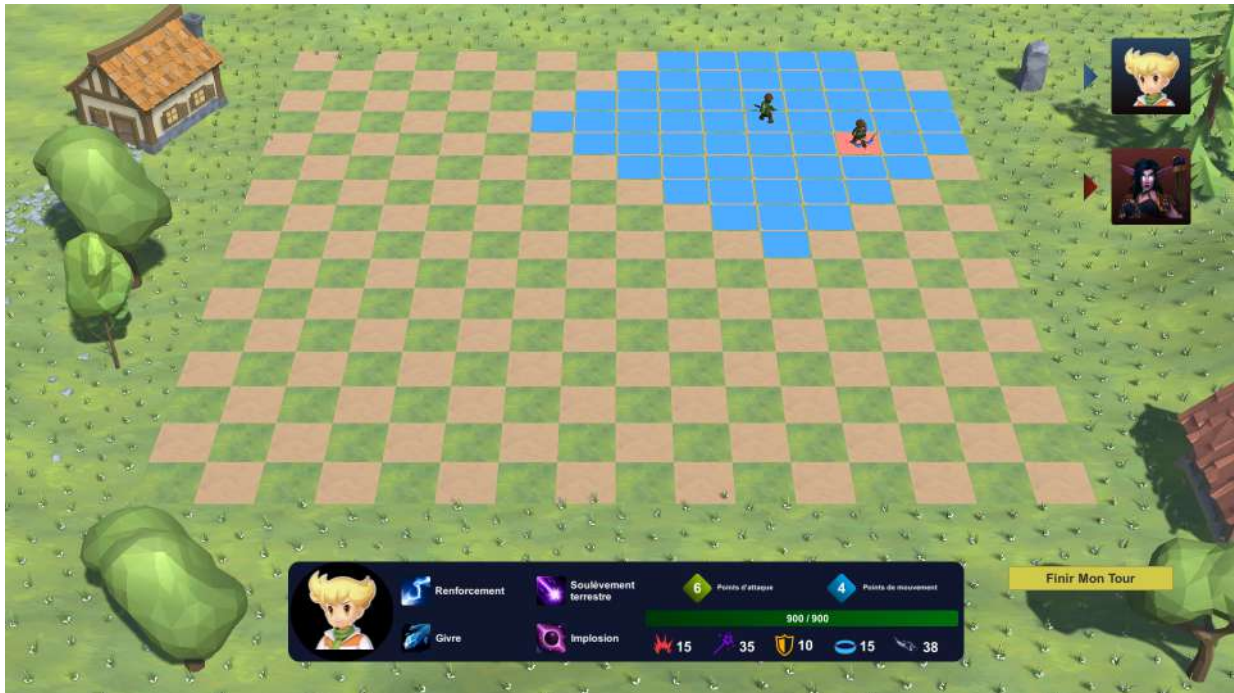 Renforcement
Soulèvement
terrestre
6 Points d'attaque
4 Points de mouvement
Finir Mon Tour
900 / 900
Givre
Implosion
15
35
10
15
38